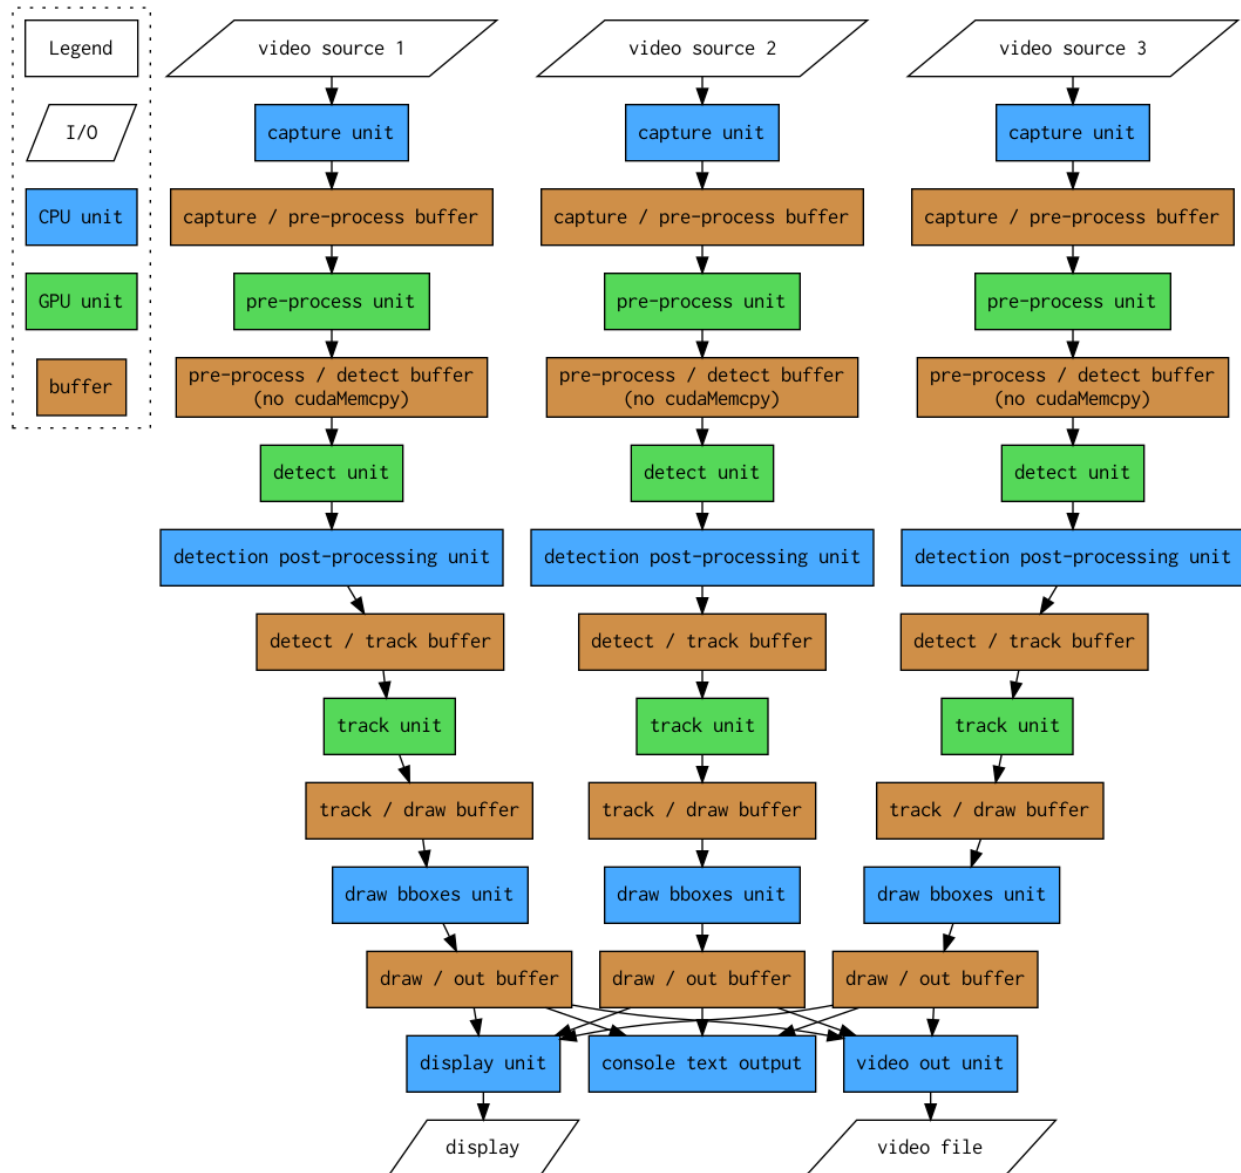 Legend
I/O
CPU unit
GPU unit
buffer
video source 1
video source 2
video source 3
capture unit
capture unit
capture unit
capture / pre-process buffer
capture / pre-process buffer
capture / pre-process buffer
pre-process unit
pre-process unit
pre-process unit
pre-process / detect buffer
(no cudaMemcpy)
pre-process / detect buffer
(no cudaMemcpy)
pre-process / detect buffer
(no cudaMemcpy)
detect unit
detect unit
detect unit
detection post-processing unit
detection post-processing unit
detection post-processing unit
detect / track buffer
detect / track buffer
detect / track buffer
track unit
track unit
track unit
track / draw buffer
track / draw buffer
track / draw buffer
draw bboxes unit
draw bboxes unit
draw bboxes unit
draw / out buffer
draw / out buffer
draw / out buffer
display unit
console text output
video out unit
display
video file